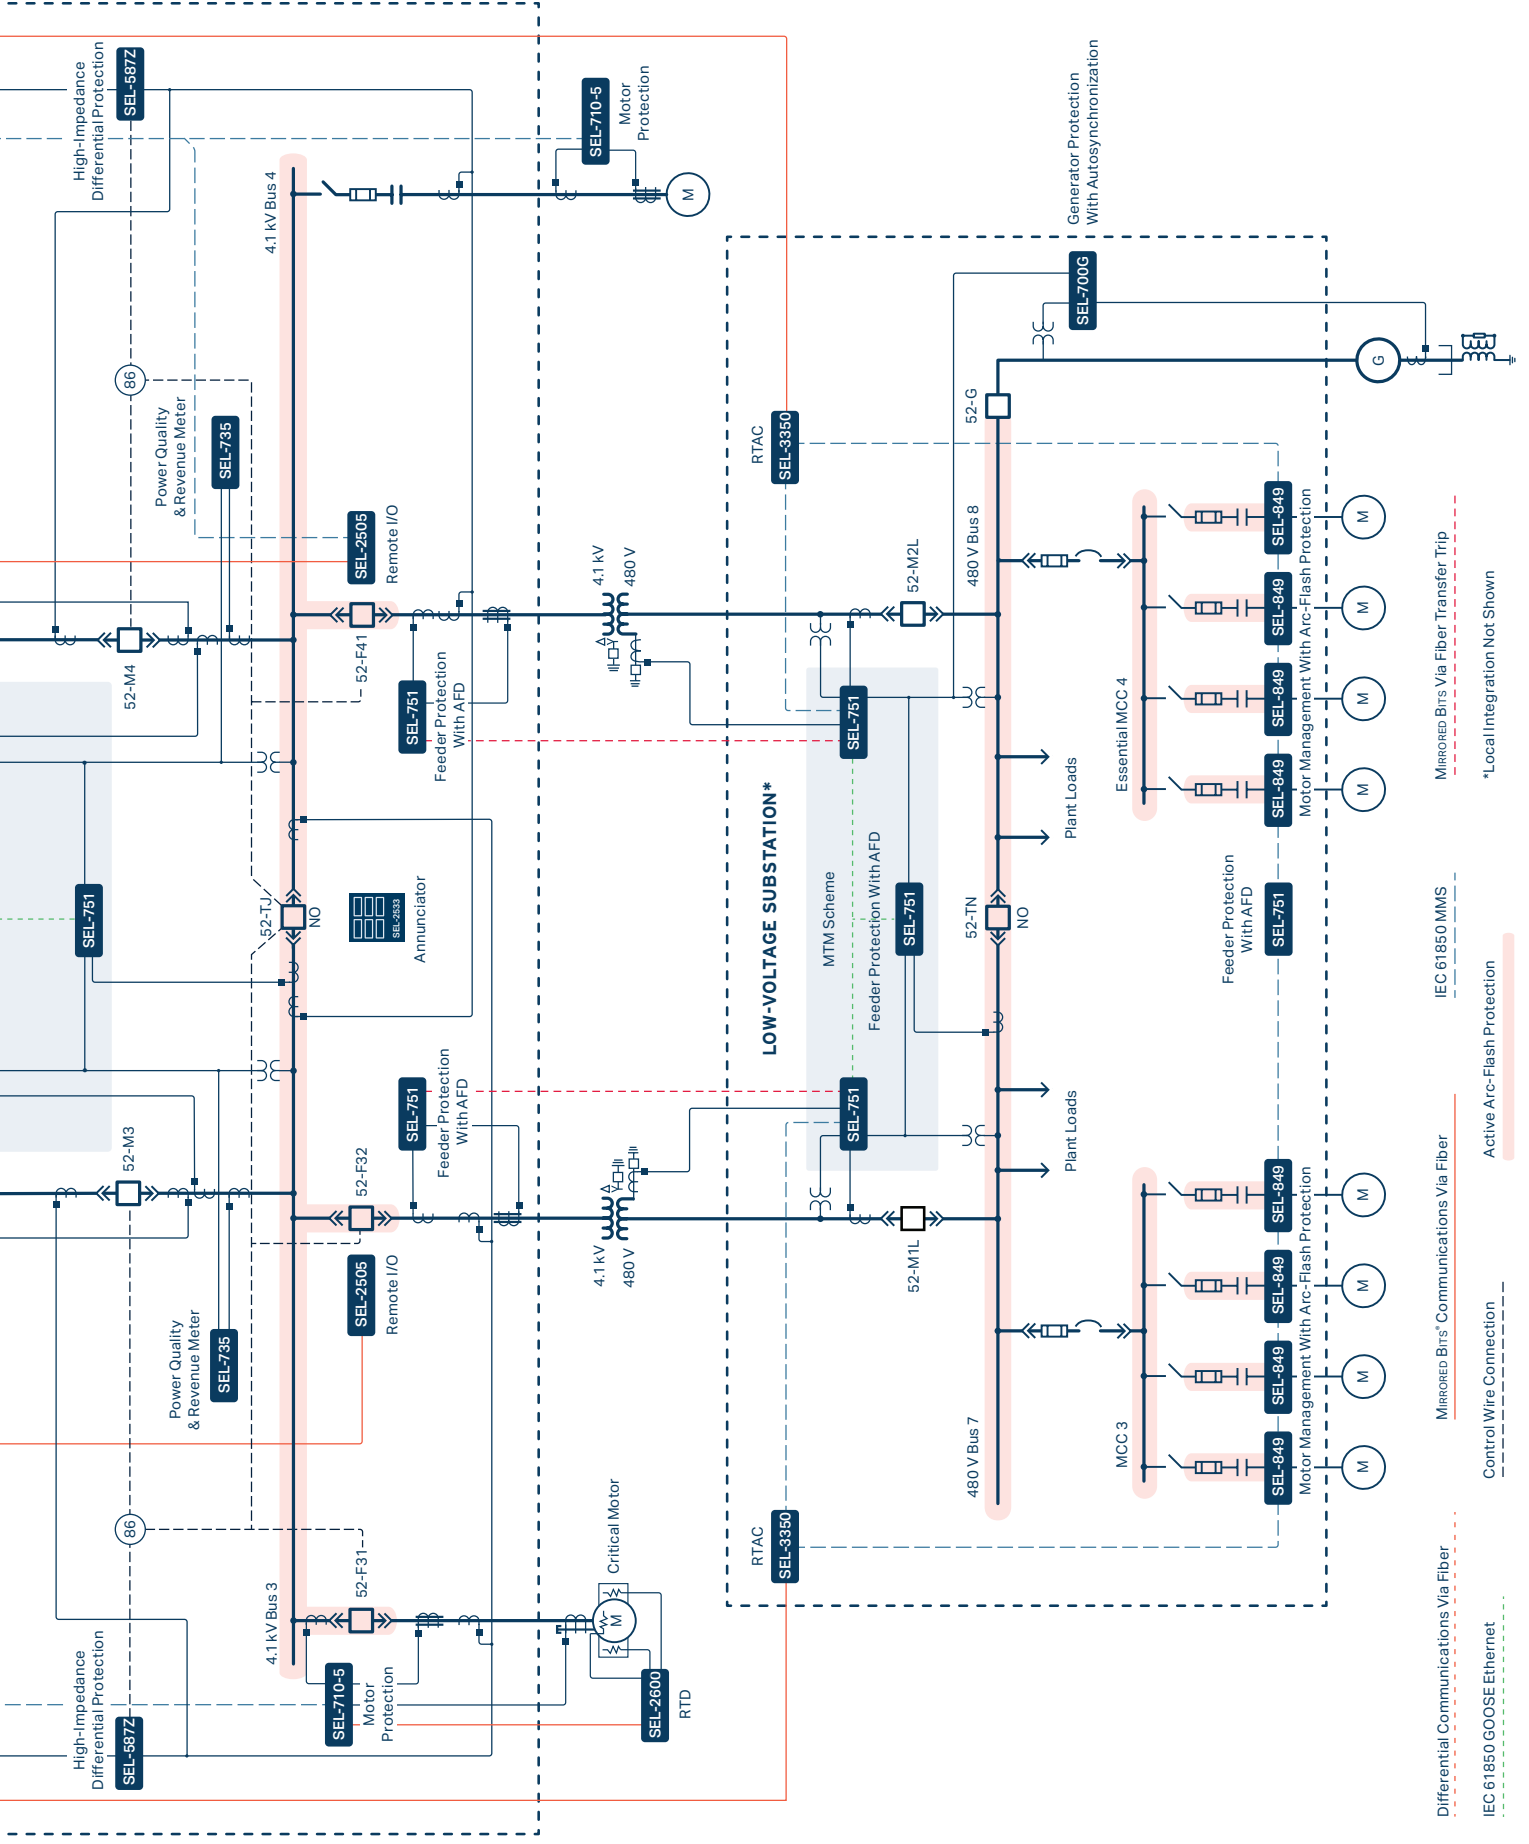 High-Impedance
Differential Protection
SEL-587Z
86
52-M3
SEL-751
52-M4
86
High-Impedance
Differential Protection
SEL-587Z
Power Quality
& Revenue Meter
SEL-735
Power Quality
& Revenue Meter
SEL-735
4.1 kV Bus 3
52-TJ
NO
4.1 kV Bus 4
SEL-710-5
Motor
Protection
52-F31
SEL-2505
Remote I/O
52-F32
SEL-2533
Annunciator
52-F41
SEL-2505
Remote I/O
SEL-751
Feeder Protection
With AFD
SEL-751
Feeder Protection
With AFD
SEL-710-5
Motor
Protection
M
SEL-2600
RTD
M
Critical Motor
4.1 kV
480 V
4.1 kV
480 V
LOW-VOLTAGE SUBSTATION*
RTAC
SEL-3350
RTAC
SEL-3350
MTM Scheme
SEL-751
SEL-751
Feeder Protection With AFD
SEL-751
52-M1L
52-M2L
480 V Bus 7
52-TN
NO
480 V Bus 8
52-G
Plant Loads
Plant Loads
SEL-700G
Generator Protection
With Autosynchronization
MCC 3
Essential MCC 4
SEL-849
SEL-849
SEL-849
SEL-849
Motor Management With Arc-Flash Protection
Feeder Protection
With AFD
SEL-751
SEL-849
SEL-849
SEL-849
SEL-849
Motor Management With Arc-Flash Protection
M
M
M
M
M
M
M
M
G
Differential Communications Via Fiber
MIRRORED BITS® Communications Via Fiber
IEC 61850 MMS
MIRRORED BITS Via Fiber Transfer Trip
IEC 61850 GOOSE Ethernet
Control Wire Connection
Active Arc-Flash Protection
*Local Integration Not Shown